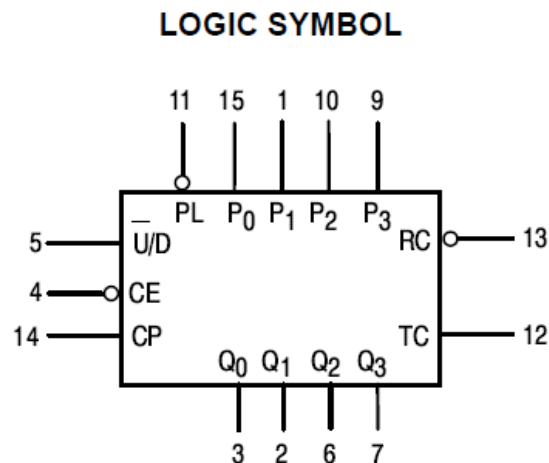 LOGIC SYMBOL
11 15 1 10 9
PL P0 P1 P2 P3
5 U̅/D RC 13
4 CE
14 CP TC 12
Q0 Q1 Q2 Q3
3 2 6 7